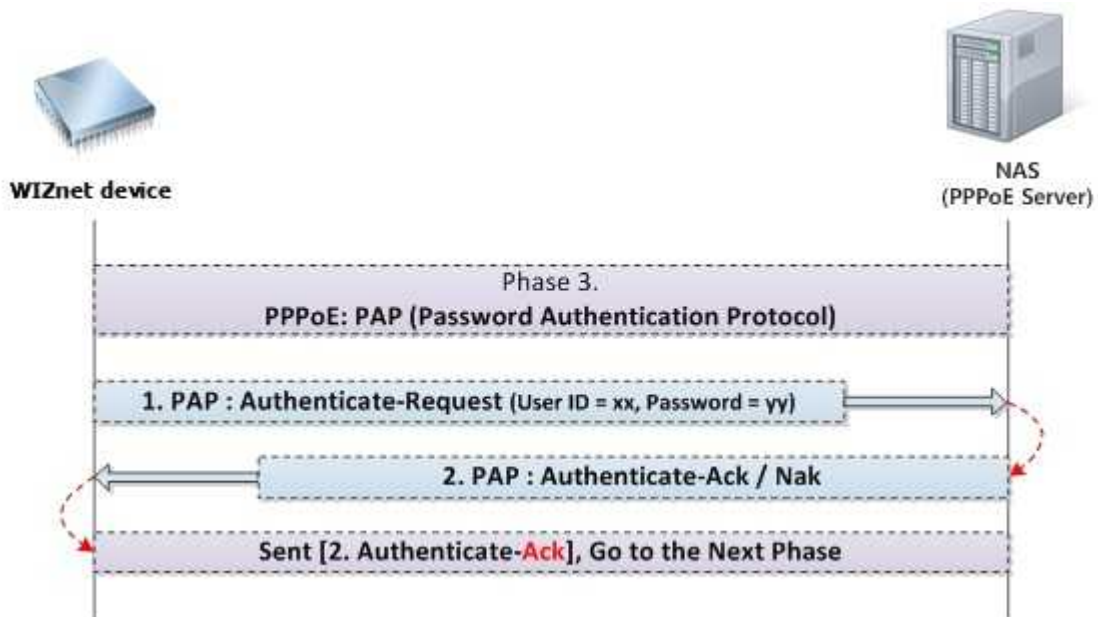 WIZnet device
NAS
(PPPoE Server)
Phase 3.
PPPoE: PAP (Password Authentication Protocol)
1. PAP : Authenticate-Request (User ID = xx, Password = yy)
2. PAP : Authenticate-Ack / Nak
Sent [2. Authenticate-Ack], Go to the Next Phase